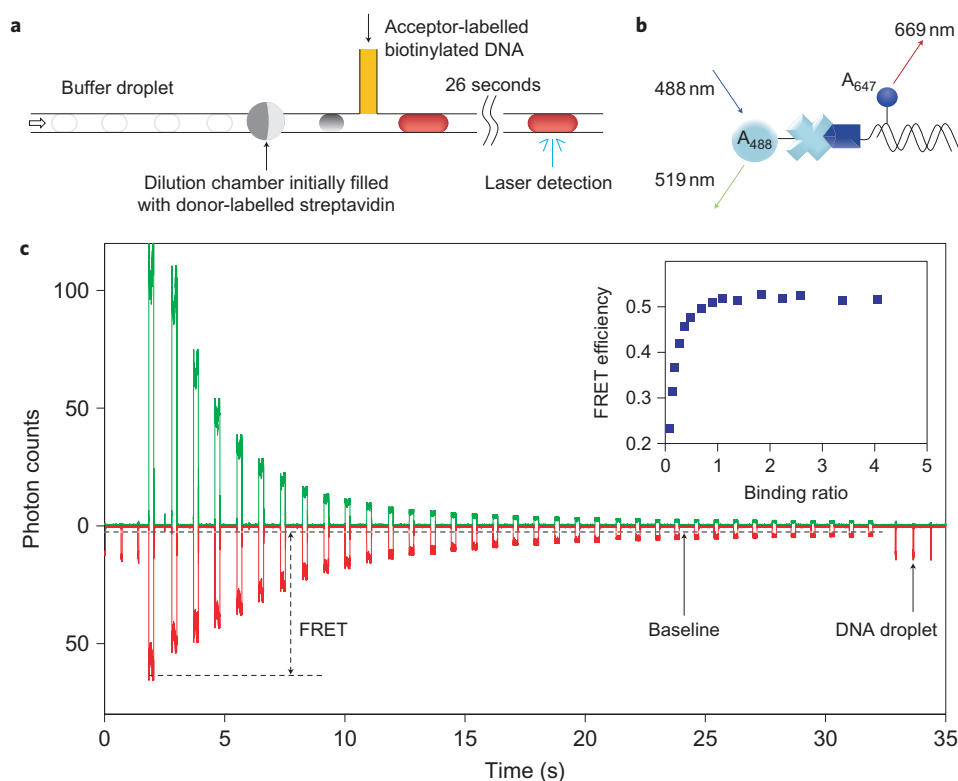 a
Acceptor-labelled
biotinylated DNA
Buffer droplet
26 seconds
Dilution chamber initially filled
with donor-labelled streptavidin
Laser detection
b
669 nm
488 nm
A647
A488
519 nm
c
100
50
0
50
Photon counts
0
5
10
15
20
25
30
35
Time (s)
FRET
Baseline
DNA droplet
0.5
0.4
0.3
0.2
FRET efficiency
0
1
2
3
4
5
Binding ratio